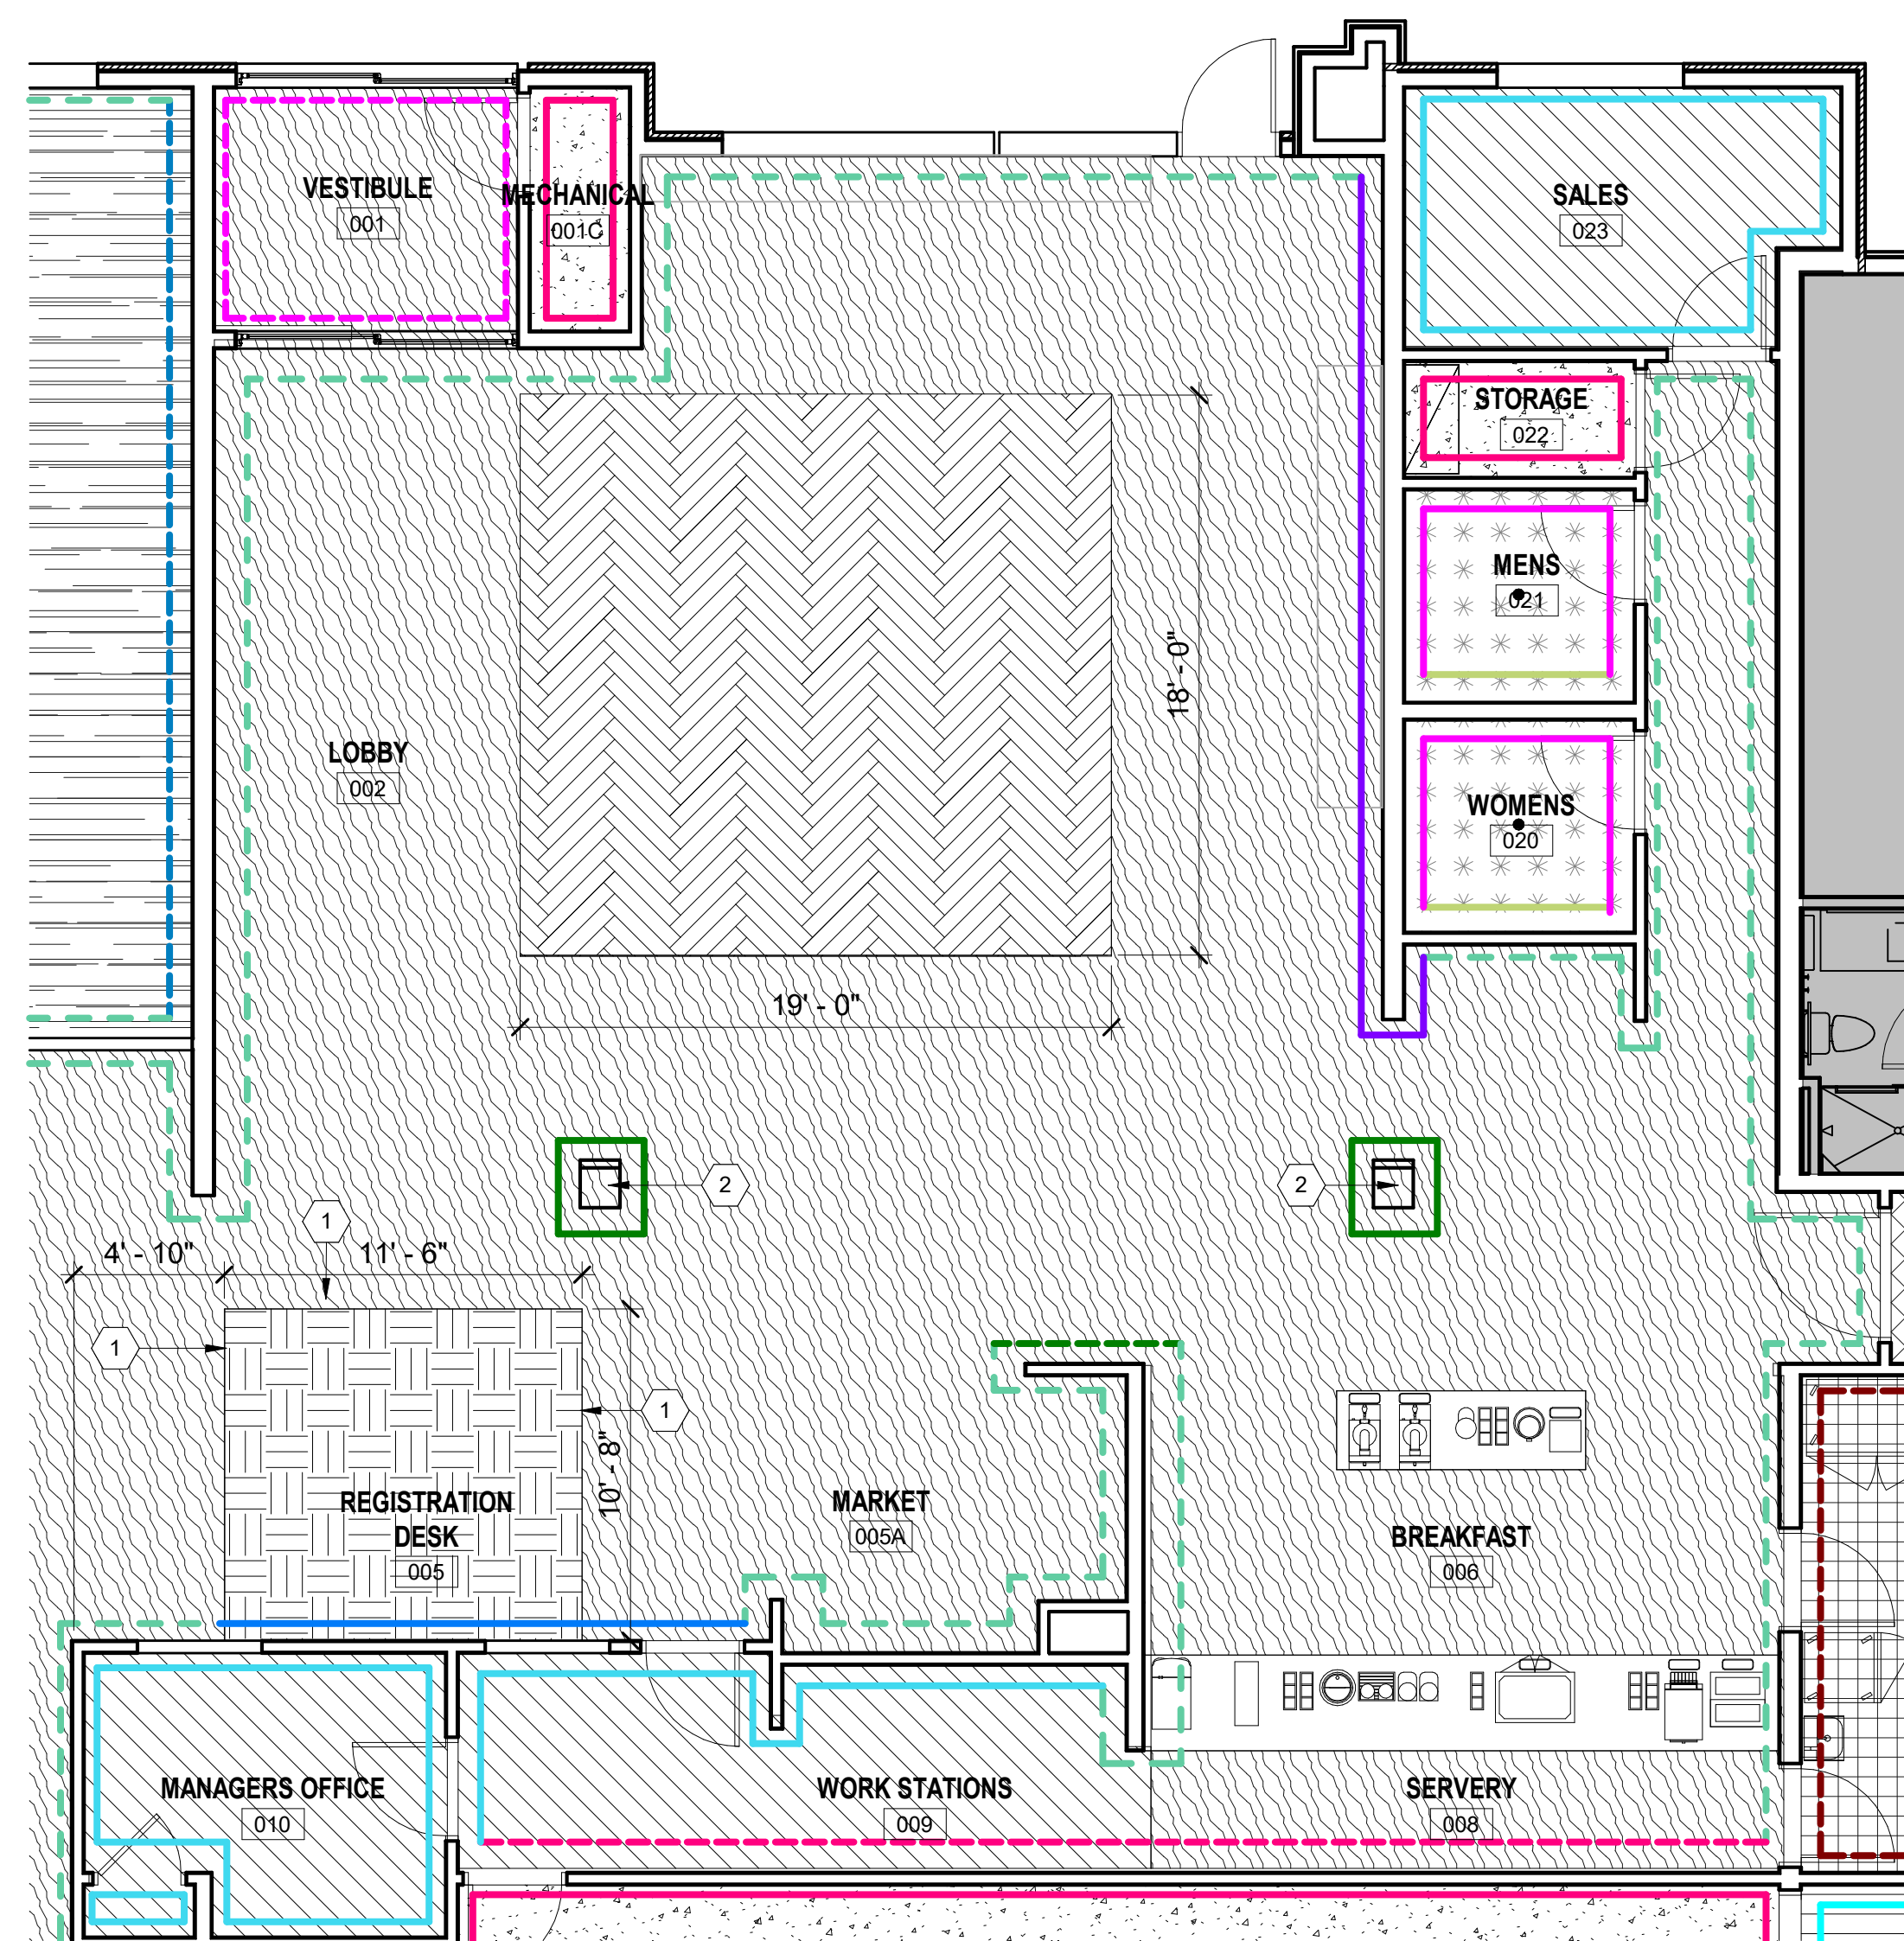 VESTIBULE
001
MECHANICAL
001C
SALES
023
STORAGE
022
MENS
021
18' - 0"
LOBBY
002
WOMENS
020
19' - 0"
2
2
1
4' - 10"
11' - 6"
1
1
10' - 8"
REGISTRATION
DESK
005
MARKET
005A
BREAKFAST
006
MANAGERS OFFICE
010
WORK STATIONS
009
SERVERY
008